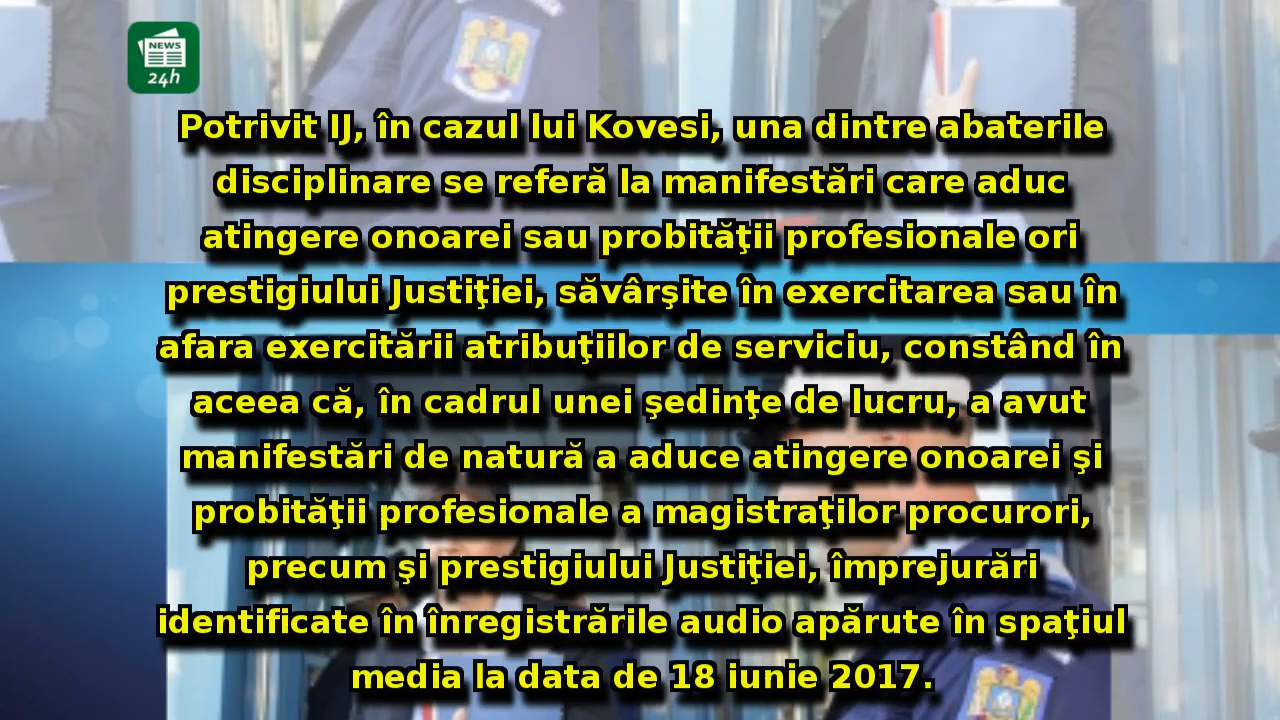 NEWS
24h
Potrivit IJ, în cazul lui Kovesi, una dintre abaterile
disciplinare se referă la manifestări care aduc
atingere onoarei sau probităţii profesionale ori
prestigiului Justiţiei, săvârşite în exercitarea sau în
afara exercitării atribuţiilor de serviciu, constând în
aceea că, în cadrul unei şedinţe de lucru, a avut
manifestări de natură a aduce atingere onoarei şi
probităţii profesionale a magistraţilor procurori,
precum şi prestigiului Justiţiei, împrejurări
identificate în înregistrările audio apărute în spaţiul
media la data de 18 iunie 2017.